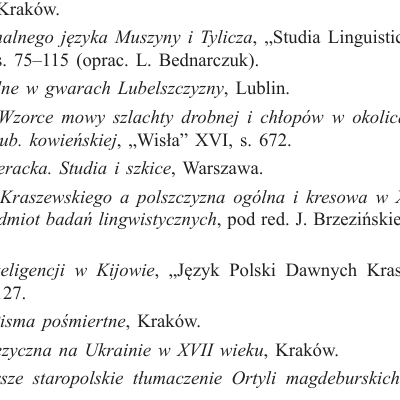 Kraków.
nalnego języka Muszyny i Tylicza, „Studia Linguistic
s. 75–115 (oprac. L. Bednarczuk).
lne w gwarach Lubelszczyzny, Lublin.
Wzorce mowy szlachty drobnej i chłopów w okolic
ub. kowieńskiej, „Wisła” XVI, s. 672.
eracka. Studia i szkice, Warszawa.
Kraszewskiego a polszczyzna ogólna i kresowa w X
dmiot badań lingwistycznych, pod red. J. Brzezińskie
eligencji w Kijowie, „Język Polski Dawnych Kras
27.
isma pośmiertne, Kraków.
ęzyczna na Ukrainie w XVII wieku, Kraków.
sze staropolskie tłumaczenie Ortyli magdeburskich